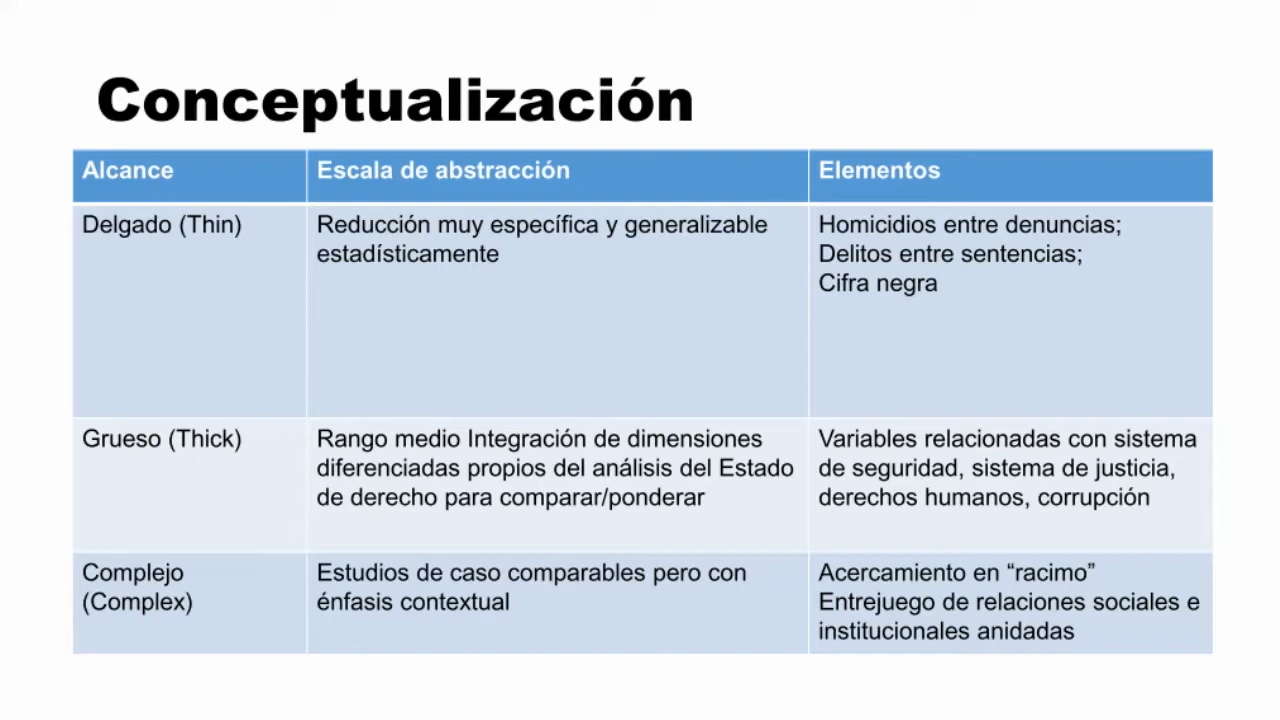 Conceptualización
Alcance
Escala de abstracción
Elementos
Delgado (Thin)
Reducción muy específica y generalizable
estadísticamente
Homicidios entre denuncias;
Delitos entre sentencias;
Cifra negra
Grueso (Thick)
Rango medio Integración de dimensiones
diferenciadas propios del análisis del Estado
de derecho para comparar/ponderar
Variables relacionadas con sistema
de seguridad, sistema de justicia,
derechos humanos, corrupción
Complejo
(Complex)
Estudios de caso comparables pero con
énfasis contextual
Acercamiento en “racimo”
Entrejuego de relaciones sociales e
institucionales anidadas